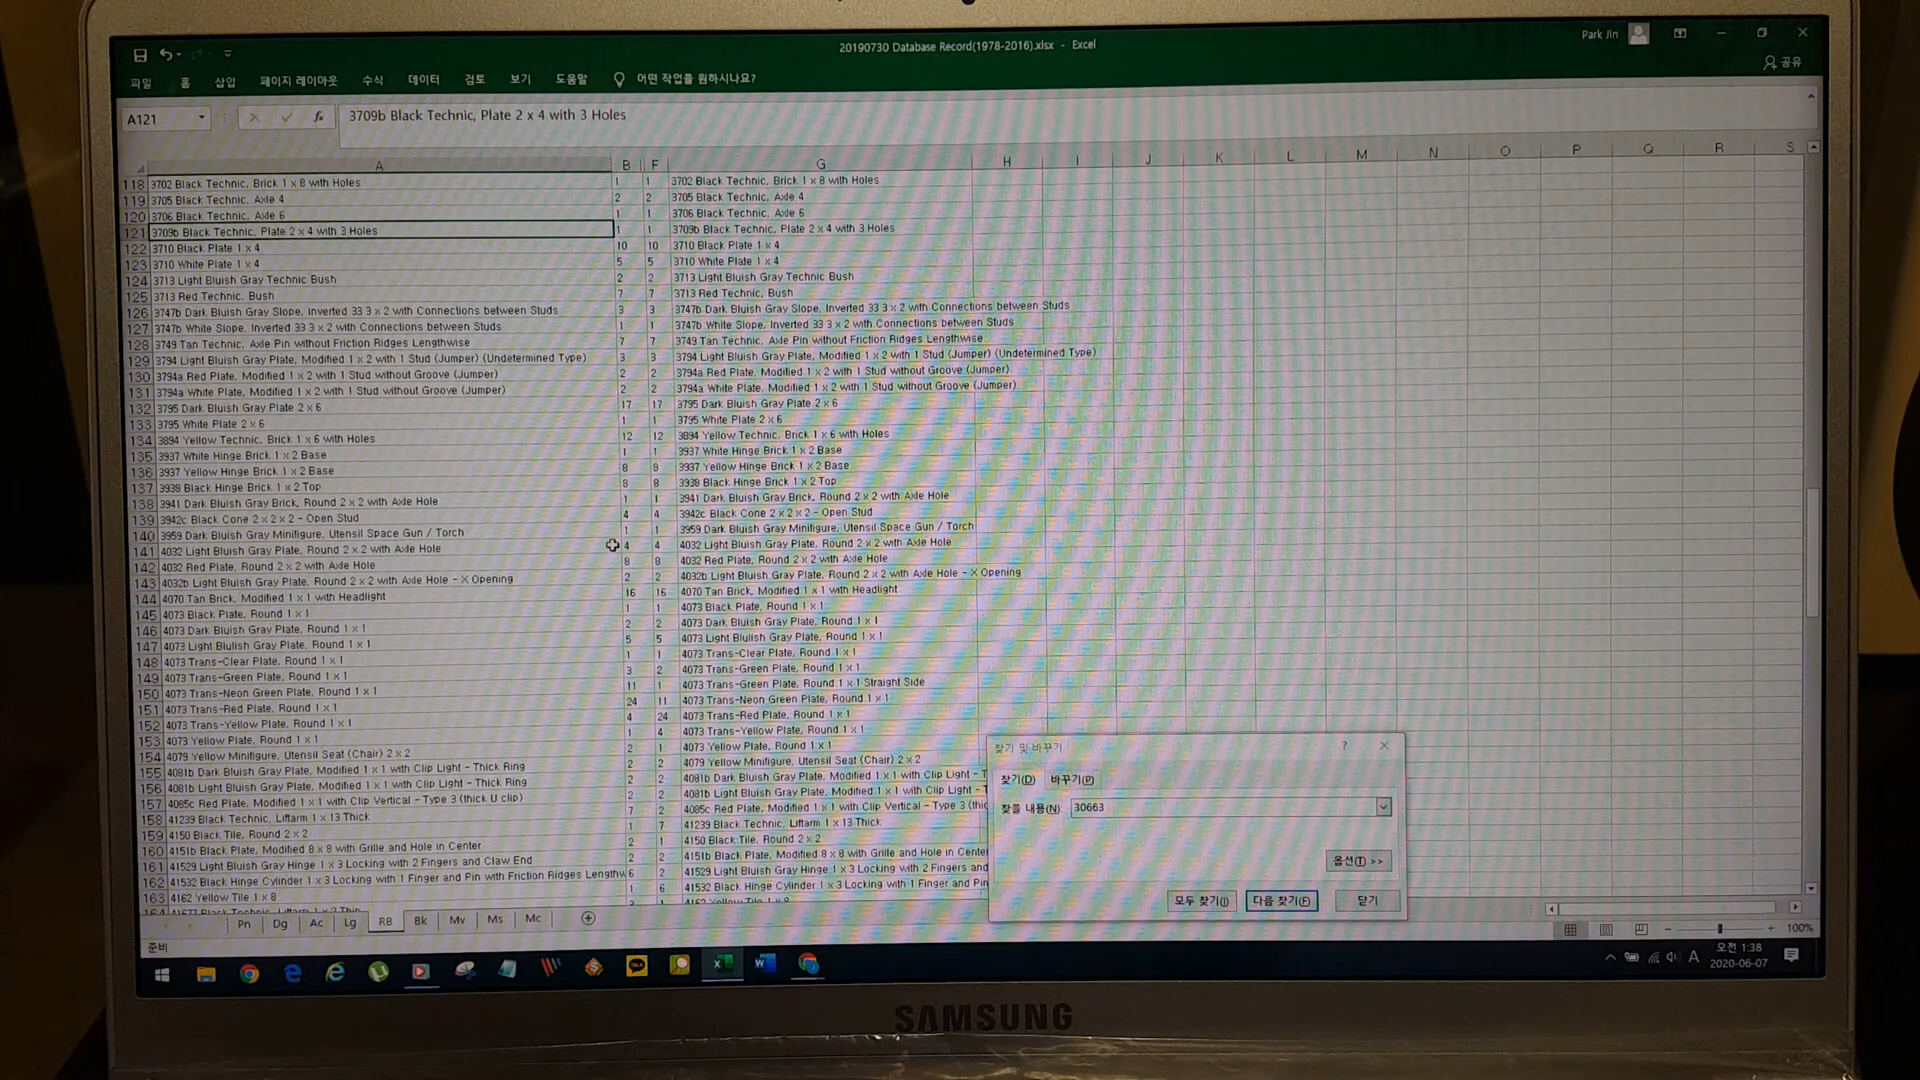 20190730 Database Record(1978-2016).xlsx - Excel
Park Jin
파일 홈 삽입 페이지 레이아웃 수식 데이터 검토 보기 도움말 어떤 작업을 원하시나요?
공유
A121 fx 3709b Black Technic, Plate 2 x 4 with 3 Holes
A B F G H I J K L M N O P Q R S
118 3702 Black Technic, Brick 1 x 8 with Holes 1 1 3702 Black Technic, Brick 1 x 8 with Holes
119 3705 Black Technic, Axle 4 2 2 3705 Black Technic, Axle 4
120 3706 Black Technic, Axle 6 1 1 3706 Black Technic, Axle 6
121 3709b Black Technic, Plate 2 x 4 with 3 Holes 1 1 3709b Black Technic, Plate 2 x 4 with 3 Holes
122 3710 Black Plate 1 x 4 10 10 3710 Black Plate 1 x 4
123 3710 White Plate 1 x 4 5 5 3710 White Plate 1 x 4
124 3713 Light Bluish Gray Technic Bush 2 2 3713 Light Bluish Gray Technic Bush
125 3713 Red Technic, Bush 7 7 3713 Red Technic, Bush
126 3747b Dark Bluish Gray Slope, Inverted 33 3 x 2 with Connections between Studs 3 3 3747b Dark Bluish Gray Slope, Inverted 33 3 x 2 with Connections between Studs
127 3747b White Slope, Inverted 33 3 x 2 with Connections between Studs 1 1 3747b White Slope, Inverted 33 3 x 2 with Connections between Studs
128 3749 Tan Technic, Axle Pin without Friction Ridges Lengthwise 7 7 3749 Tan Technic, Axle Pin without Friction Ridges Lengthwise
129 3794 Light Bluish Gray Plate, Modified 1 x 2 with 1 Stud (Jumper) (Undetermined Type) 3 3 3794 Light Bluish Gray Plate, Modified 1 x 2 with 1 Stud (Jumper) (Undetermined Type)
130 3794a Red Plate, Modified 1 x 2 with 1 Stud without Groove (Jumper) 2 2 3794a Red Plate, Modified 1 x 2 with 1 Stud without Groove (Jumper)
131 3794a White Plate, Modified 1 x 2 with 1 Stud without Groove (Jumper) 2 2 3794a White Plate, Modified 1 x 2 with 1 Stud without Groove (Jumper)
132 3795 Dark Bluish Gray Plate 2 x 6 17 17 3795 Dark Bluish Gray Plate 2 x 6
133 3795 White Plate 2 x 6 1 1 3795 White Plate 2 x 6
134 3894 Yellow Technic, Brick 1 x 6 with Holes 12 12 3894 Yellow Technic, Brick 1 x 6 with Holes
135 3937 White Hinge Brick 1 x 2 Base 1 1 3937 White Hinge Brick 1 x 2 Base
136 3937 Yellow Hinge Brick 1 x 2 Base 8 8 3937 Yellow Hinge Brick 1 x 2 Base
137 3938 Black Hinge Brick 1 x 2 Top 8 8 3938 Black Hinge Brick 1 x 2 Top
138 3941 Dark Bluish Gray Brick, Round 2 x 2 with Axle Hole 1 1 3941 Dark Bluish Gray Brick, Round 2 x 2 with Axle Hole
139 3942c Black Cone 2 x 2 x 2 - Open Stud 4 4 3942c Black Cone 2 x 2 x 2 - Open Stud
140 3959 Dark Bluish Gray Minifigure, Utensil Space Gun / Torch 1 1 3959 Dark Bluish Gray Minifigure, Utensil Space Gun / Torch
141 4032 Light Bluish Gray Plate, Round 2 x 2 with Axle Hole 4 4 4032 Light Bluish Gray Plate, Round 2 x 2 with Axle Hole
142 4032 Red Plate, Round 2 x 2 with Axle Hole 8 8 4032 Red Plate, Round 2 x 2 with Axle Hole
143 4032b Light Bluish Gray Plate, Round 2 x 2 with Axle Hole - X Opening 2 2 4032b Light Bluish Gray Plate, Round 2 x 2 with Axle Hole - X Opening
144 4070 Tan Brick, Modified 1 x 1 with Headlight 16 16 4070 Tan Brick, Modified 1 x 1 with Headlight
145 4073 Black Plate, Round 1 x 1 1 1 4073 Black Plate, Round 1 x 1
146 4073 Dark Bluish Gray Plate, Round 1 x 1 2 2 4073 Dark Bluish Gray Plate, Round 1 x 1
147 4073 Light Blulish Gray Plate, Round 1 x 1 5 5 4073 Light Blulish Gray Plate, Round 1 x 1
148 4073 Trans-Clear Plate, Round 1 x 1 1 1 4073 Trans-Clear Plate, Round 1 x 1
149 4073 Trans-Green Plate, Round 1 x 1 3 2 4073 Trans-Green Plate, Round 1 x 1
150 4073 Trans-Neon Green Plate, Round 1 x 1 11 1 4073 Trans-Green Plate, Round 1 x 1 Straight Side
151 4073 Trans-Red Plate, Round 1 x 1 24 11 4073 Trans-Neon Green Plate, Round 1 x 1
152 4073 Trans-Yellow Plate, Round 1 x 1 4 24 4073 Trans-Red Plate, Round 1 x 1
153 4073 Yellow Plate, Round 1 x 1 1 4 4073 Trans-Yellow Plate, Round 1 x 1
154 4079 Yellow Minifigure, Utensil Seat (Chair) 2 x 2 2 1 4073 Yellow Plate, Round 1 x 1
155 4081b Dark Bluish Gray Plate, Modified 1 x 1 with Clip Light - Thick Ring 2 2 4079 Yellow Minifigure, Utensil Seat (Chair) 2 x 2
156 4081b Light Bluish Gray Plate, Modified 1 x 1 with Clip Light - Thick Ring 2 2 4081b Dark Bluish Gray Plate, Modified 1 x 1 with Clip Light - T
157 4085c Red Plate, Modified 1 x 1 with Clip Vertical - Type 3 (thick U clip) 2 2 4081b Light Bluish Gray Plate, Modified 1 x 1 with Clip Light - T
158 41239 Black Technic, Liftarm 1 x 13 Thick 7 2 4085c Red Plate, Modified 1 x 1 with Clip Vertical - Type 3 (thic
159 4150 Black Tile, Round 2 x 2 1 7 41239 Black Technic, Liftarm 1 x 13 Thick
160 4151b Black Plate, Modified 8 x 8 with Grille and Hole in Center 2 1 4150 Black Tile, Round 2 x 2
161 41529 Light Bluish Gray Hinge 1 x 3 Locking with 2 Fingers and Claw End 2 2 4151b Black Plate, Modified 8 x 8 with Grille and Hole in Cente
162 41532 Black Hinge Cylinder 1 x 3 Locking with 1 Finger and Pin with Friction Ridges Lengthw 6 2 41529 Light Bluish Gray Hinge 1 x 3 Locking with 2 Fingers and
163 4162 Yellow Tile 1 x 8 1 6 41532 Black Hinge Cylinder 1 x 3 Locking with 1 Finger and Pin
찾기 및 바꾸기 ?
찾기(D) 바꾸기(P)
찾을 내용(N): 30663
옵션(T) >>
모두 찾기(I) 다음 찾기(F) 닫기
Pn Dg Ac Lg RB Bk Mv Ms Mc
준비 100%
A 오전 1:38
2020-06-07
SAMSUNG